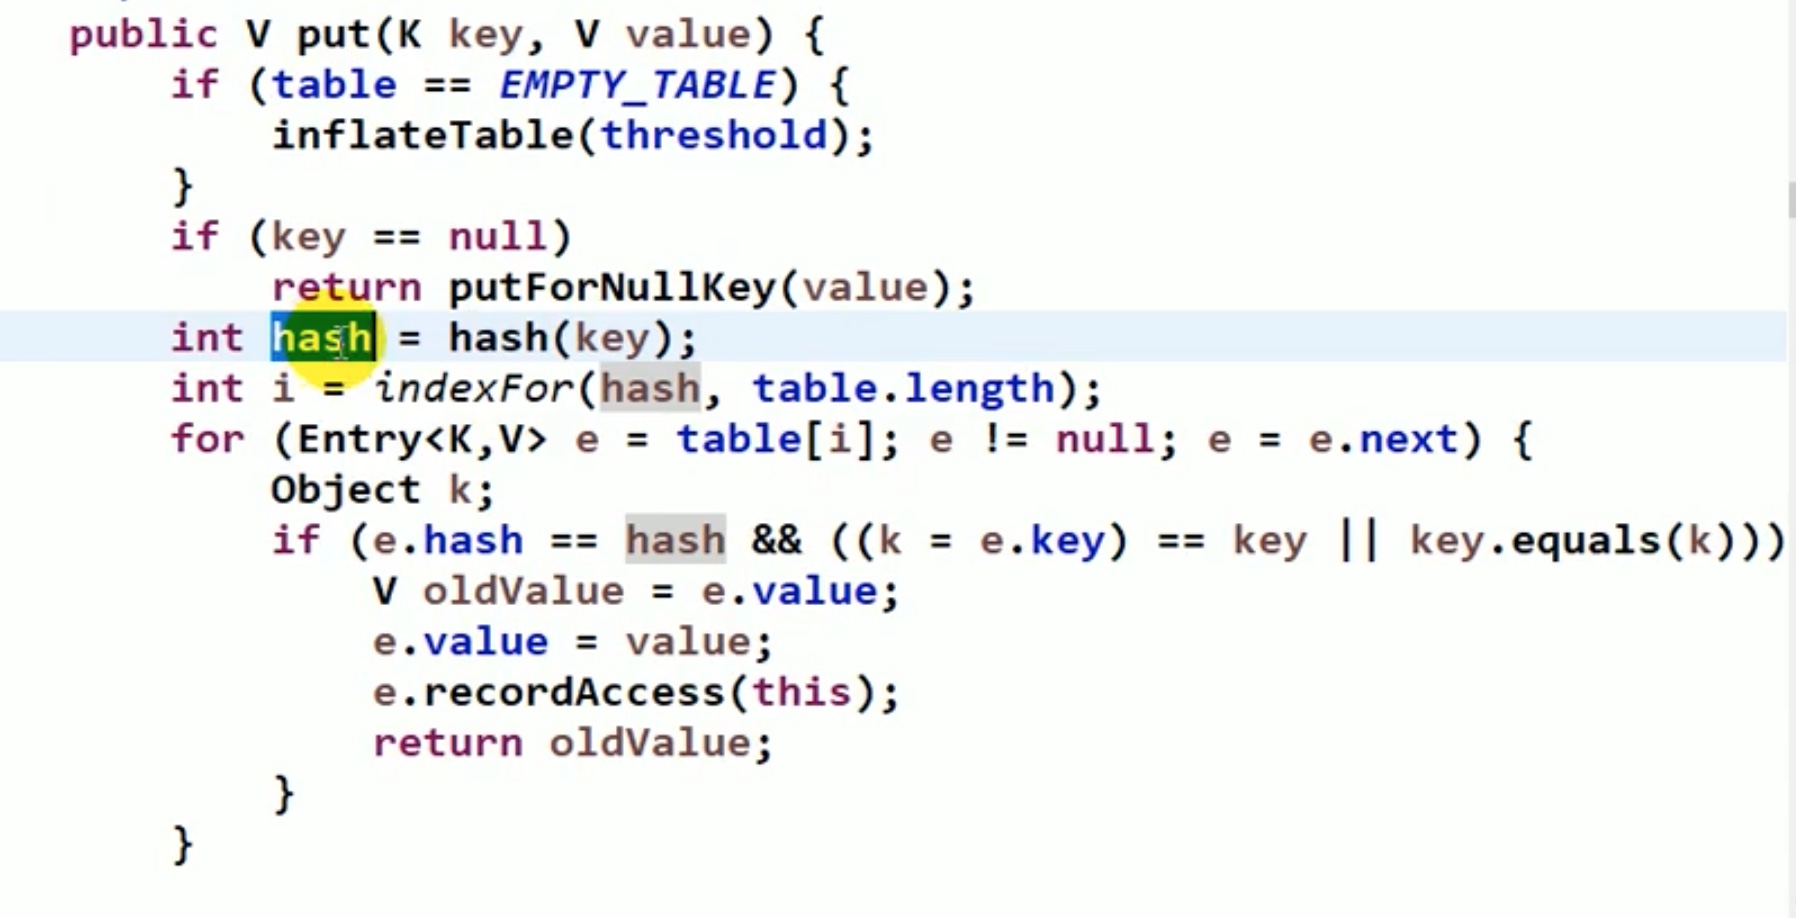 public V put(K key, V value) {
if (table == EMPTY_TABLE) {
inflateTable(threshold);
}
if (key == null)
return putForNullKey(value);
int hash = hash(key);
int i = indexFor(hash, table.length);
for (Entry<K,V> e = table[i]; e != null; e = e.next) {
Object k;
if (e.hash == hash && ((k = e.key) == key || key.equals(k)))
V oldValue = e.value;
e.value = value;
e.recordAccess(this);
return oldValue;
}
}